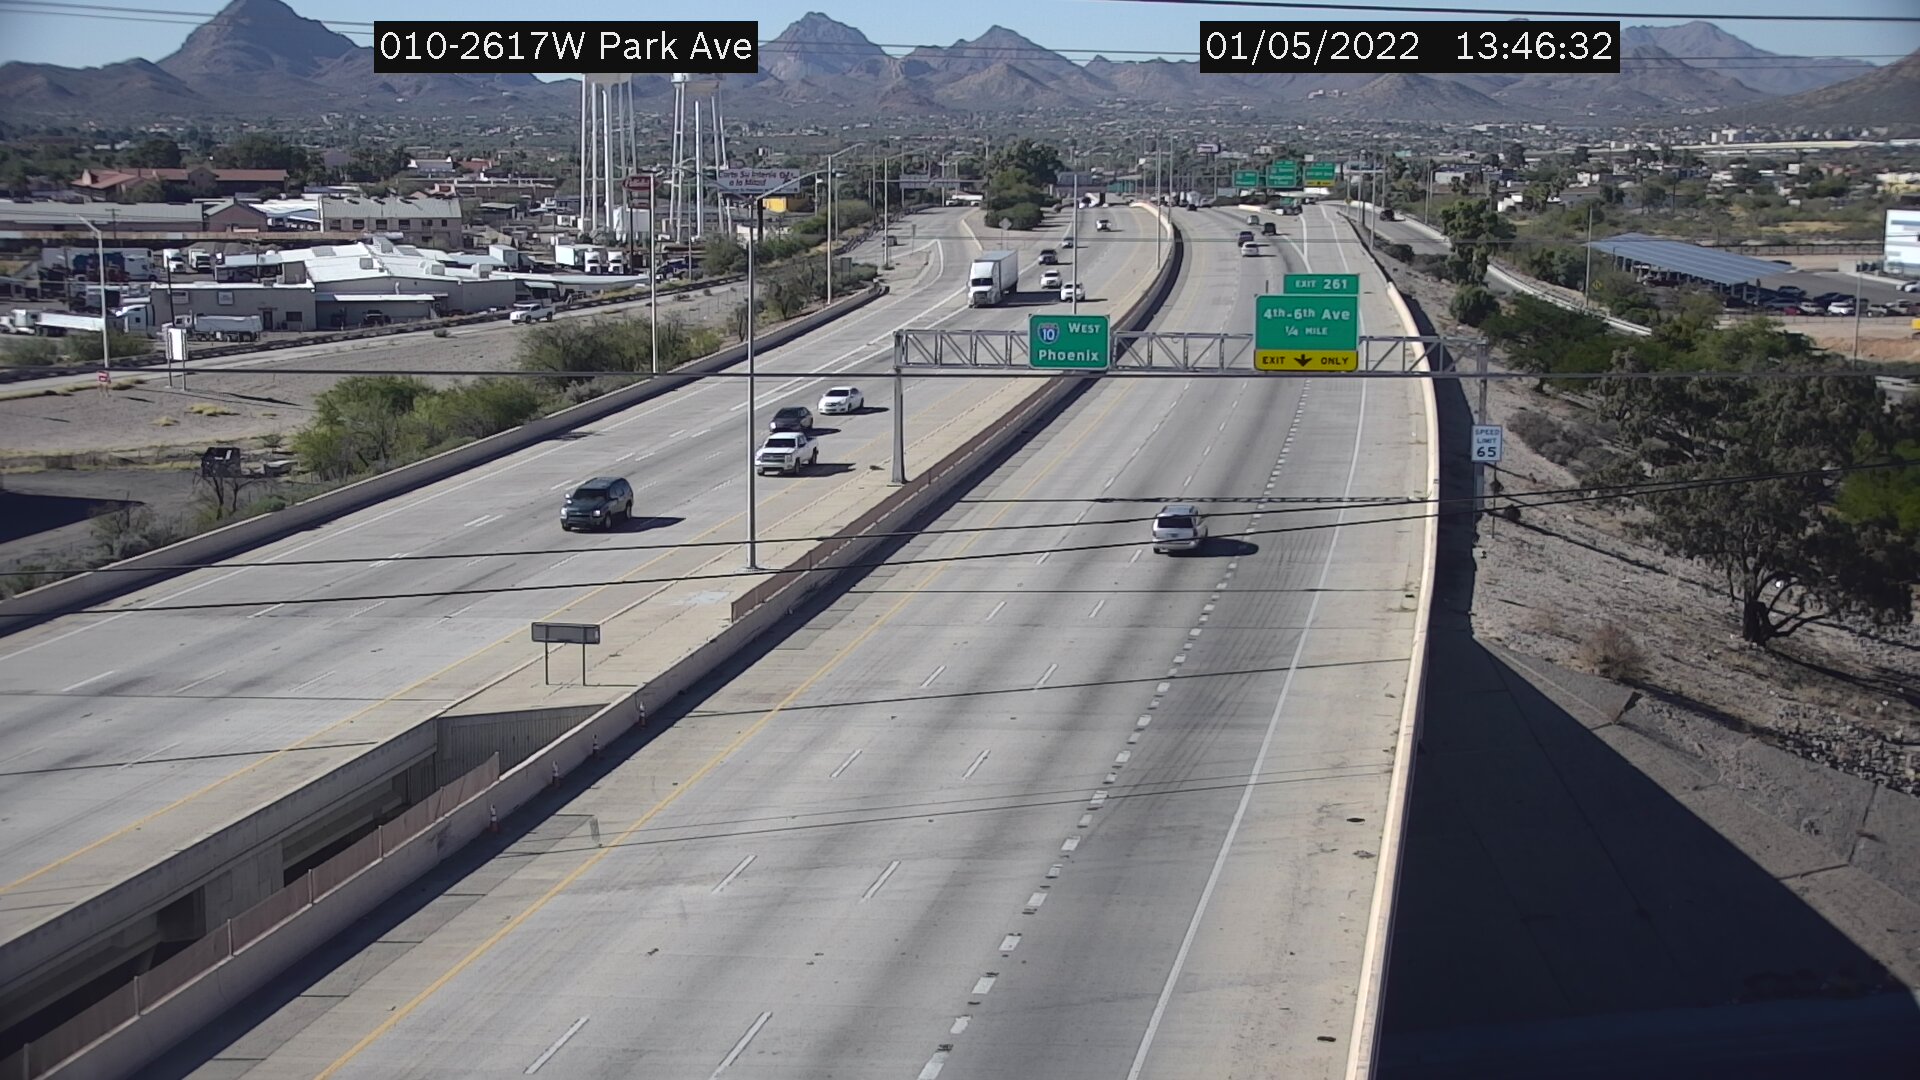 010-2617W Park Ave
01/05/2022 13:46:32
EXIT 261
4th-6th Ave
1/4 MILE
EXIT ONLY
WEST
10
Phoenix
SPEED
LIMIT
65